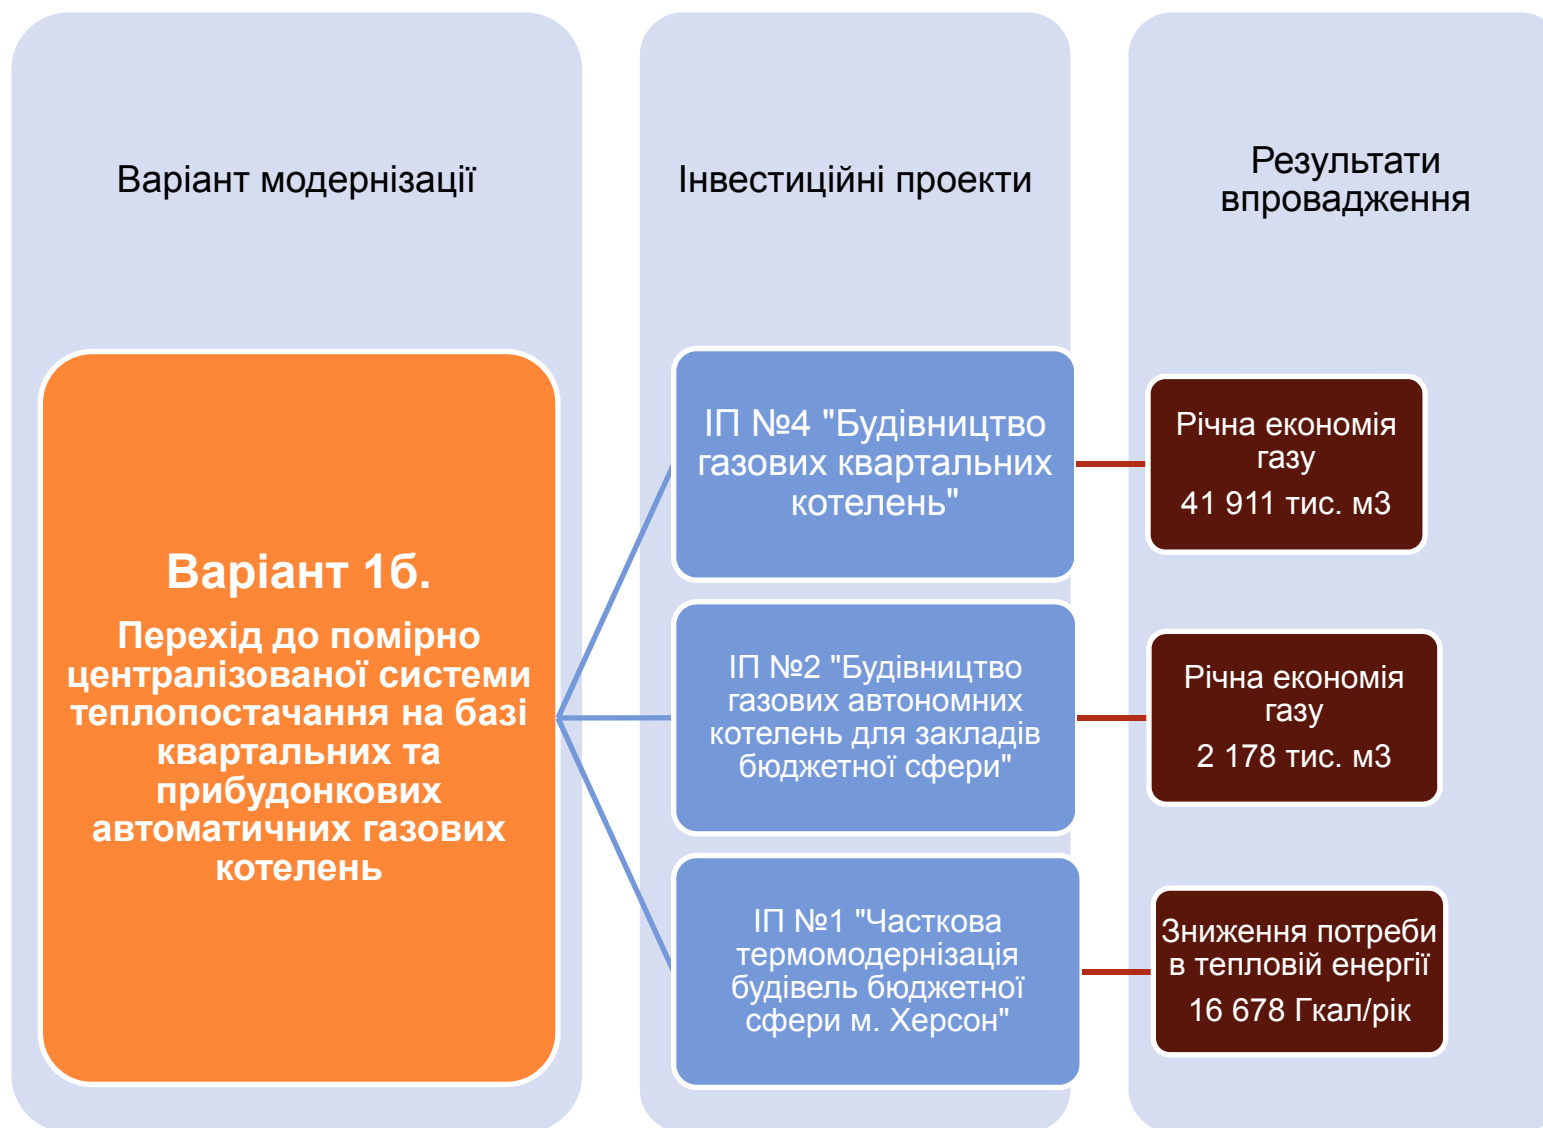 Варіант модернізації
Інвестиційні проекти
Результати
впровадження
Варіант 1б.
Перехід до помірно
централізованої системи
теплопостачання на базі
квартальних та
прибудонкових
автоматичних газових
котелень
ІП №4 "Будівництво
газових квартальних
котелень"
Річна економія
газу
41 911 тис. м3
ІП №2 "Будівництво
газових автономних
котелень для закладів
бюджетної сфери"
Річна економія
газу
2 178 тис. м3
ІП №1 "Часткова
термомодернізація
будівель бюджетної
сфери м. Херсон"
Зниження потреби
в тепловій енергії
16 678 Гкал/рік